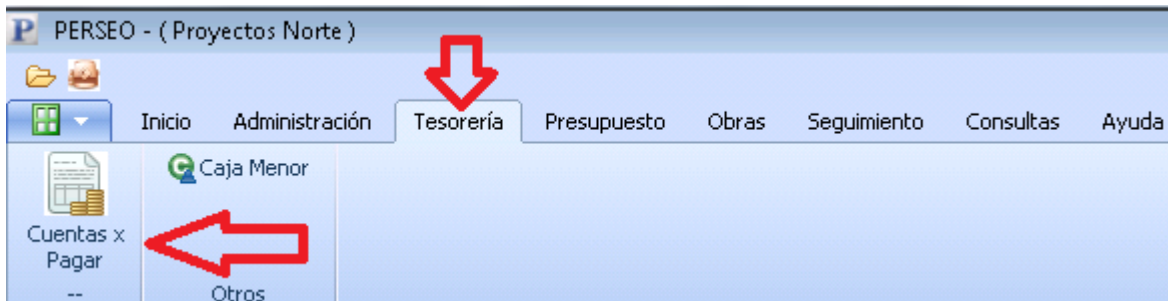 P PERSEO - ( Proyectos Norte )
Inicio Administración Tesorería Presupuesto Obras Seguimiento Consultas Ayuda
Caja Menor
Cuentas x
Pagar
-- Otros